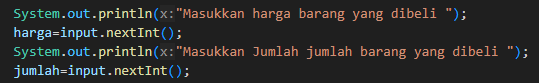 System.out.println(x:"Masukkan harga barang yang dibeli ");
harga=input.nextInt();
System.out.println(x:"Masukkan Jumlah jumlah barang yang dibeli ");
jumlah=input.nextInt();